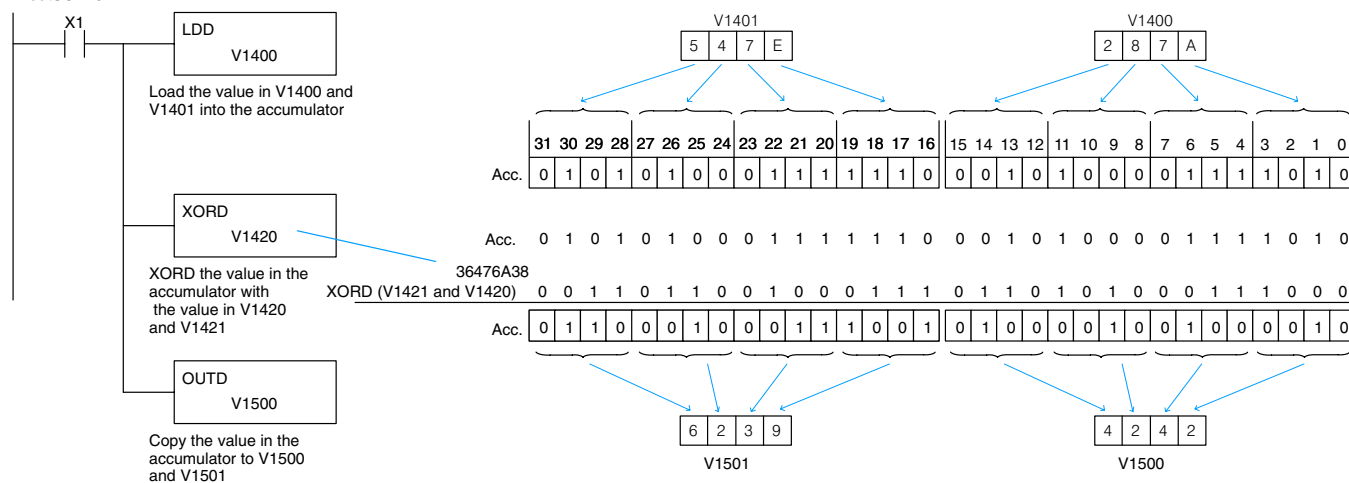 X1
LDD
V1400
Load the value in V1400 and
V1401 into the accumulator
XORD
V1420
XORD the value in the
accumulator with
the value in V1420
and V1421
OUTD
V1500
Copy the value in the
accumulator to V1500
and V1501
V1401
5 4 7 E
V1400
2 8 7 A
31 30 29 28 27 26 25 24 23 22 21 20 19 18 17 16 15 14 13 12 11 10 9 8 7 6 5 4 3 2 1 0
Acc. 0 1 0 1 0 1 0 0 0 1 1 1 1 1 1 0 0 0 1 0 1 0 0 0 0 1 1 1 1 0 1 0
Acc. 0 1 0 1 0 1 0 0 0 1 1 1 1 1 1 0 0 0 1 0 1 0 0 0 0 1 1 1 1 0 1 0
36476A38
XORD (V1421 and V1420) 0 0 1 1 0 1 1 0 0 1 0 0 0 1 1 1 0 1 1 0 1 0 1 0 0 0 1 1 1 0 0 0
Acc. 0 1 1 0 0 0 1 0 0 0 1 1 1 0 0 1 0 1 0 0 0 0 1 0 0 1 0 0 0 0 1 0
6 2 3 9
V1501
4 2 4 2
V1500